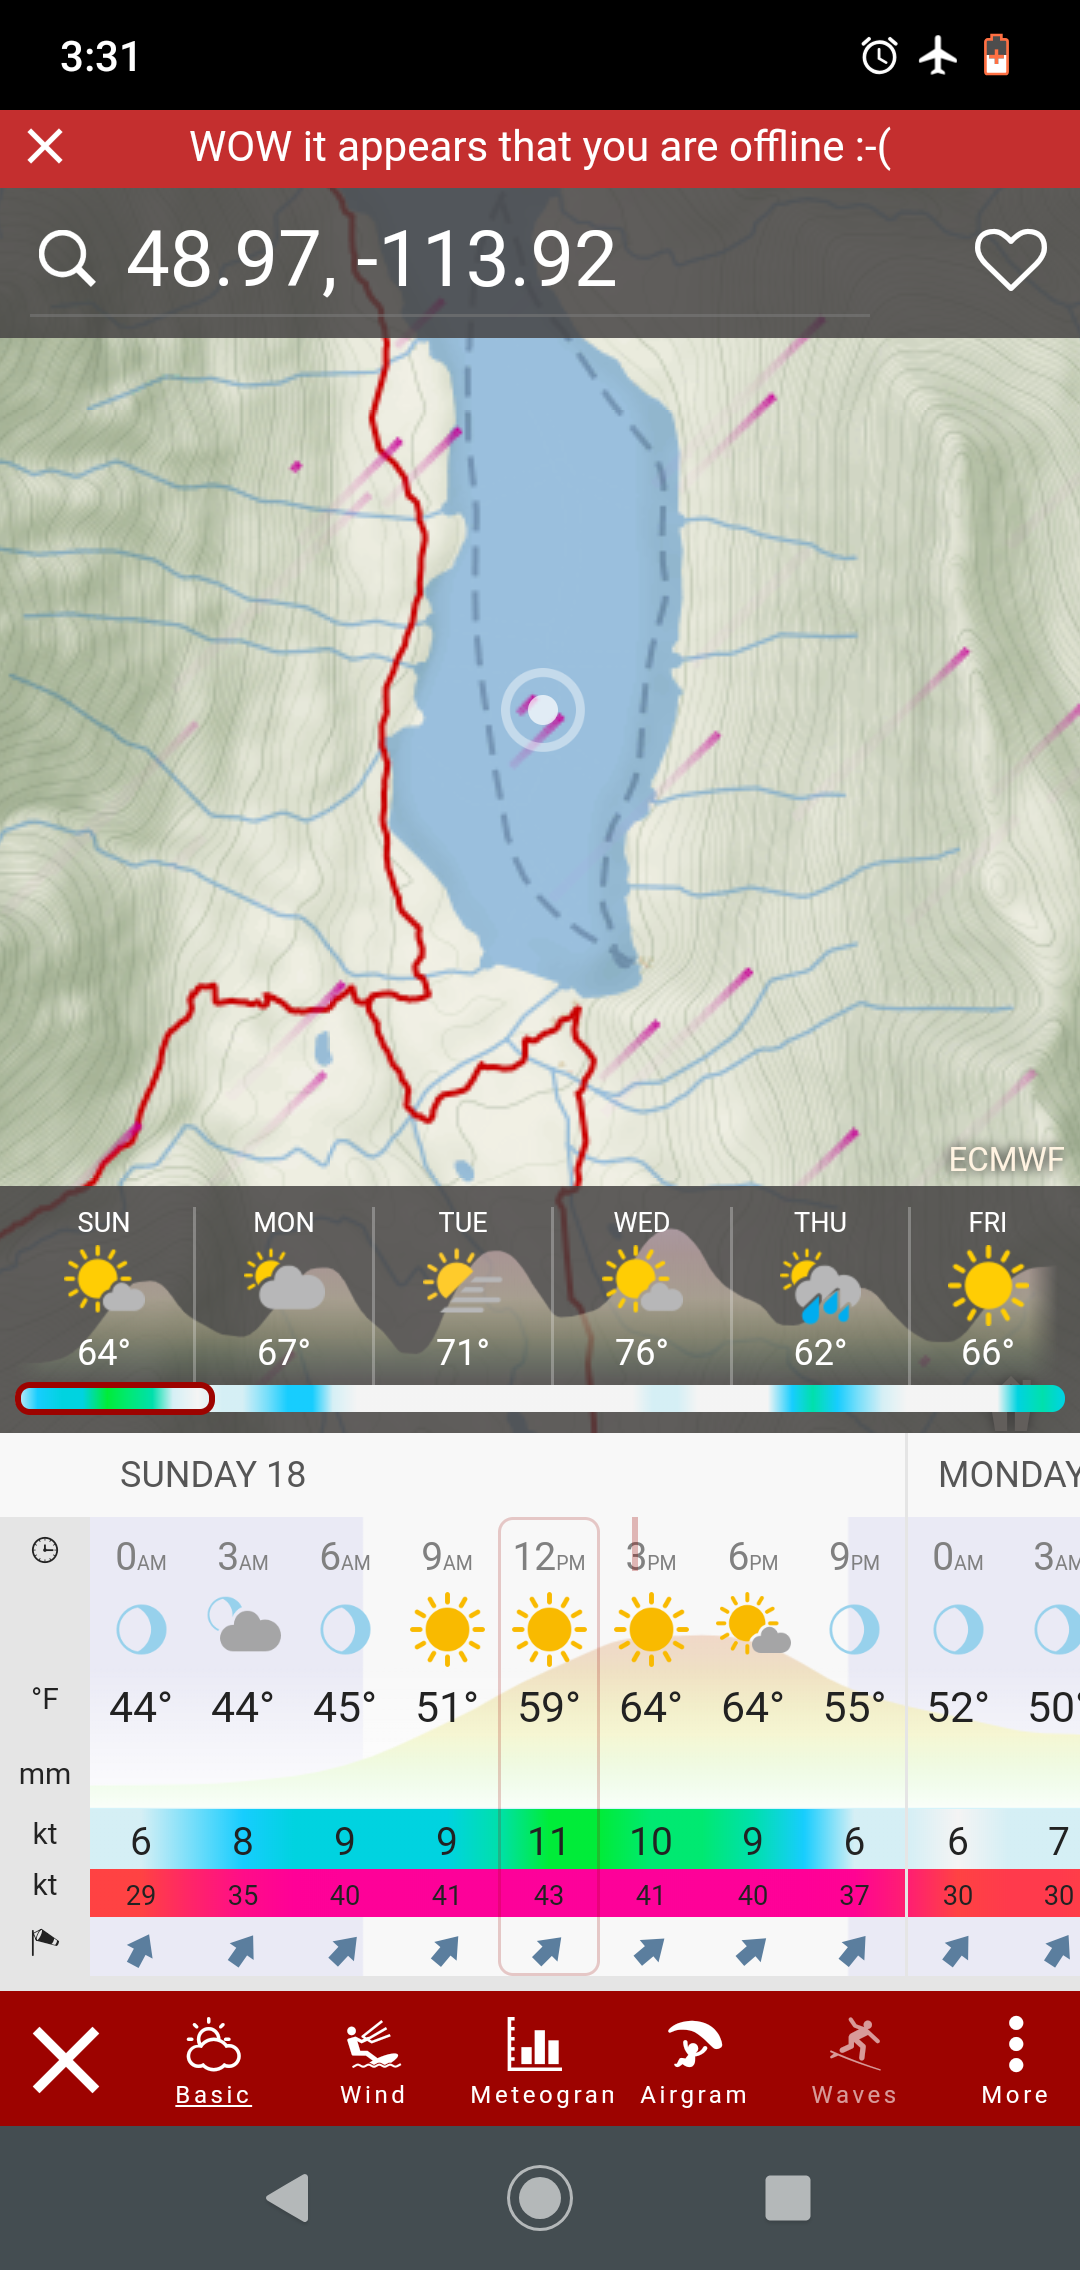 3:31
WOW it appears that you are offline :-(
48.97, -113.92
ECMWF
SUN MON TUE WED THU FRI
64° 67° 71° 76° 62° 66°
SUNDAY 18 MONDAY
0AM 3AM 6AM 9AM 12PM 3PM 6PM 9PM 0AM 3AM
°F 44° 44° 45° 51° 59° 64° 64° 55° 52° 50°
mm
kt 6 8 9 9 11 10 9 6 6 7
kt 29 35 40 41 43 41 40 37 30 30
Basic Wind Meteogran Airgram Waves More